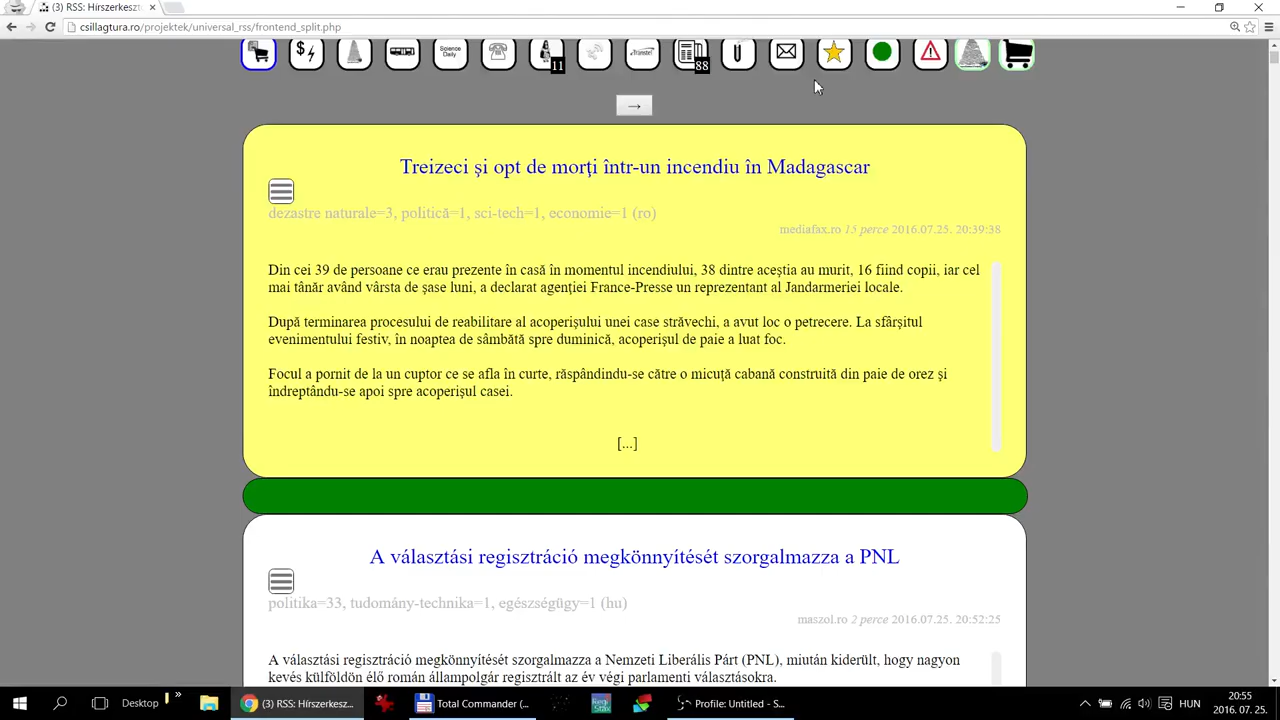 (3) RSS: Hírszerkeszt
csillagtura.ro/projektek/universal_rss/frontend_split.php
Science
Daily
Transtel
11
88
→
Treizeci şi opt de morţi într-un incendiu în Madagascar
dezastre naturale=3, politică=1, sci-tech=1, economie=1 (ro)
mediafax.ro 15 perce 2016.07.25. 20:39:38
Din cei 39 de persoane ce erau prezente în casă în momentul incendiului, 38 dintre aceştia au murit, 16 fiind copii, iar cel
mai tânăr având vârsta de şase luni, a declarat agenţiei France-Presse un reprezentant al Jandarmeriei locale.
După terminarea procesului de reabilitare al acoperişului unei case străvechi, a avut loc o petrecere. La sfârşitul
evenimentului festiv, în noaptea de sâmbătă spre duminică, acoperişul de paie a luat foc.
Focul a pornit de la un cuptor ce se afla în curte, răspândindu-se către o micuţă cabană construită din paie de orez şi
îndreptându-se apoi spre acoperişul casei.
[...]
A választási regisztráció megkönnyítését szorgalmazza a PNL
politika=33, tudomány-technika=1, egészségügy=1 (hu)
maszol.ro 2 perce 2016.07.25. 20:52:25
A választási regisztráció megkönnyítését szorgalmazza a Nemzeti Liberális Párt (PNL), miután kiderült, hogy nagyon
kevés külföldön élő román állampolgár regisztrált az év végi parlamenti választásokra.
Desktop
(3) RSS: Hírszerkesz...
Total Commander (...
Profile: Untitled - S...
HUN
20:55
2016. 07. 25.